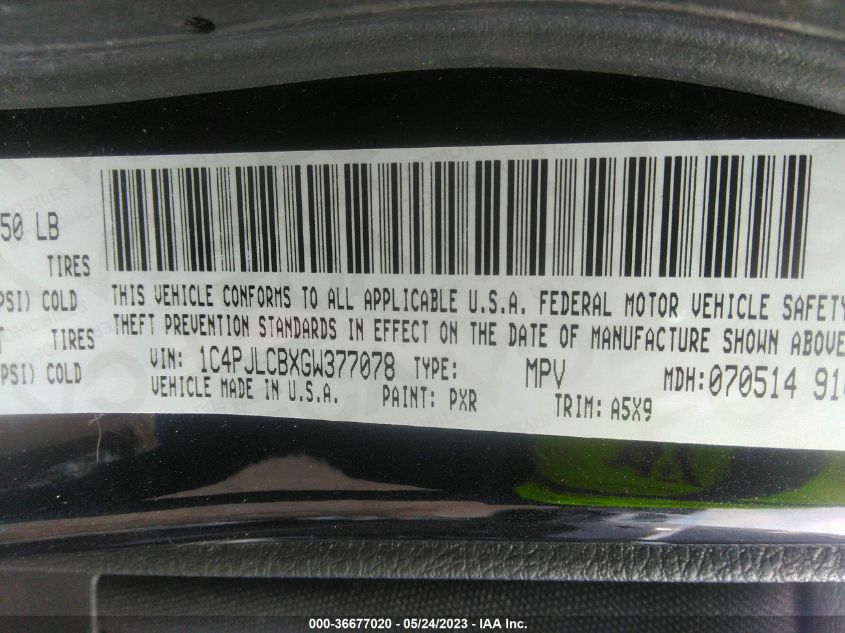 50 LB
TIRES
PSI) COLD
TIRES
PSI) COLD
THIS VEHICLE CONFORMS TO ALL APPLICABLE U.S.A. FEDERAL MOTOR VEHICLE SAFETY
THEFT PREVENTION STANDARDS IN EFFECT ON THE DATE OF MANUFACTURE SHOWN ABOVE
VIN: 1C4PJLCBXGW377078 TYPE: MPV MDH:070514 91
VEHICLE MADE IN U.S.A. PAINT: PXR TRIM: A5X9
000-36677020 - 05/24/2023 - IAA Inc.